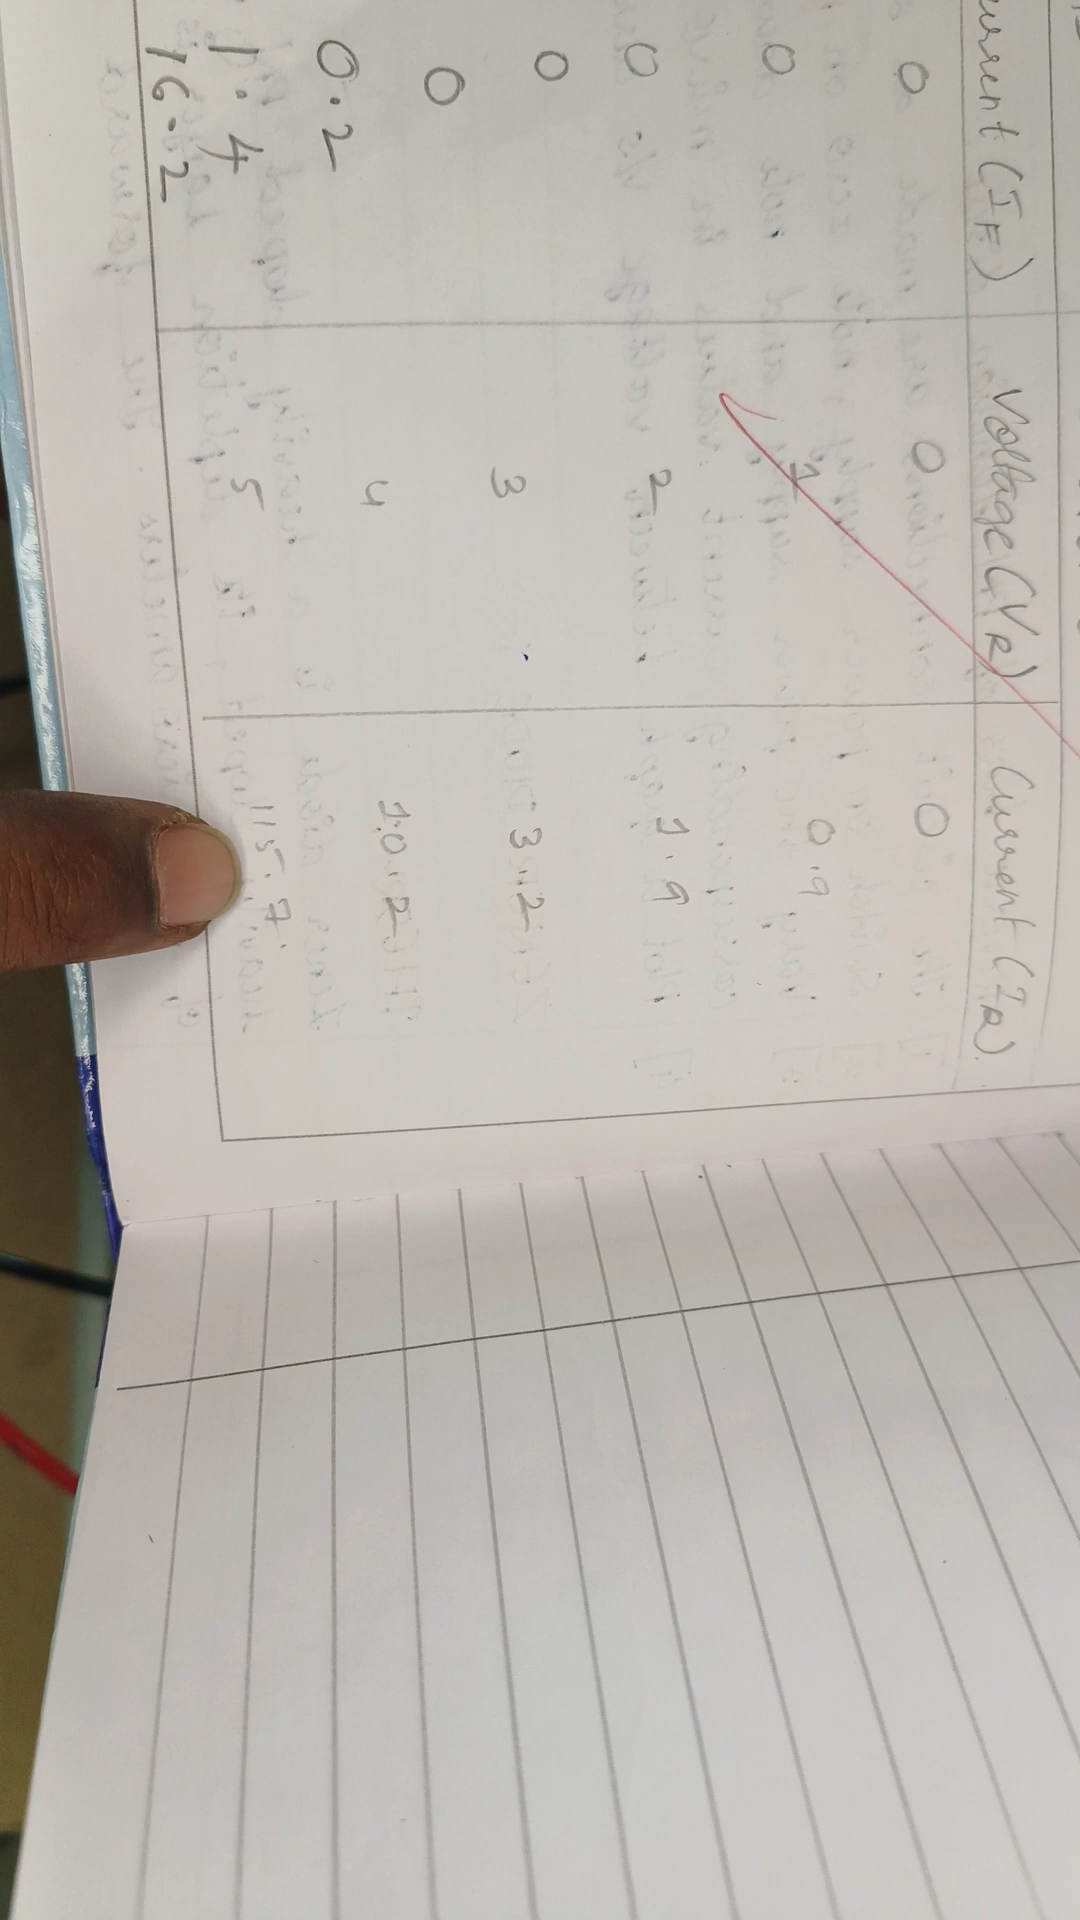 urrent (IF) Voltage (VR) Current (IR)
0 0 0
0 1 0.9
0 2 1.9
0 3 3.2
0 4 10.2
0.2 5 115.7
1.4
16.2